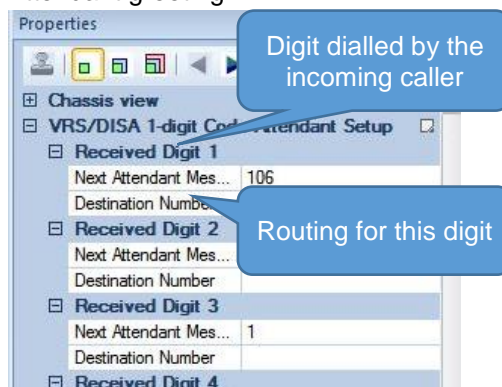 Properties
Digit dialled by the
incoming caller
Chassis view
VRS/DISA 1-digit Cod Attendant Setup
Received Digit 1
Next Attendant Mes... 106
Destination Numbe
Routing for this digit
Received Digit 2
Next Attendant Mes...
Destination Number
Received Digit 3
Next Attendant Mes... 1
Destination Number
Received Digit 4